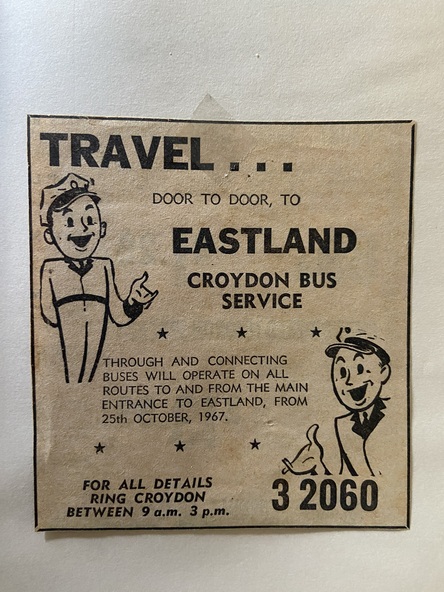 TRAVEL...
DOOR TO DOOR, TO
EASTLAND
CROYDON BUS
SERVICE
THROUGH AND CONNECTING
BUSES WILL OPERATE ON ALL
ROUTES TO AND FROM THE MAIN
ENTRANCE TO EASTLAND, FROM
25th OCTOBER, 1967.
FOR ALL DETAILS
RING CROYDON
BETWEEN 9 a.m. 3 p.m.
3 2060